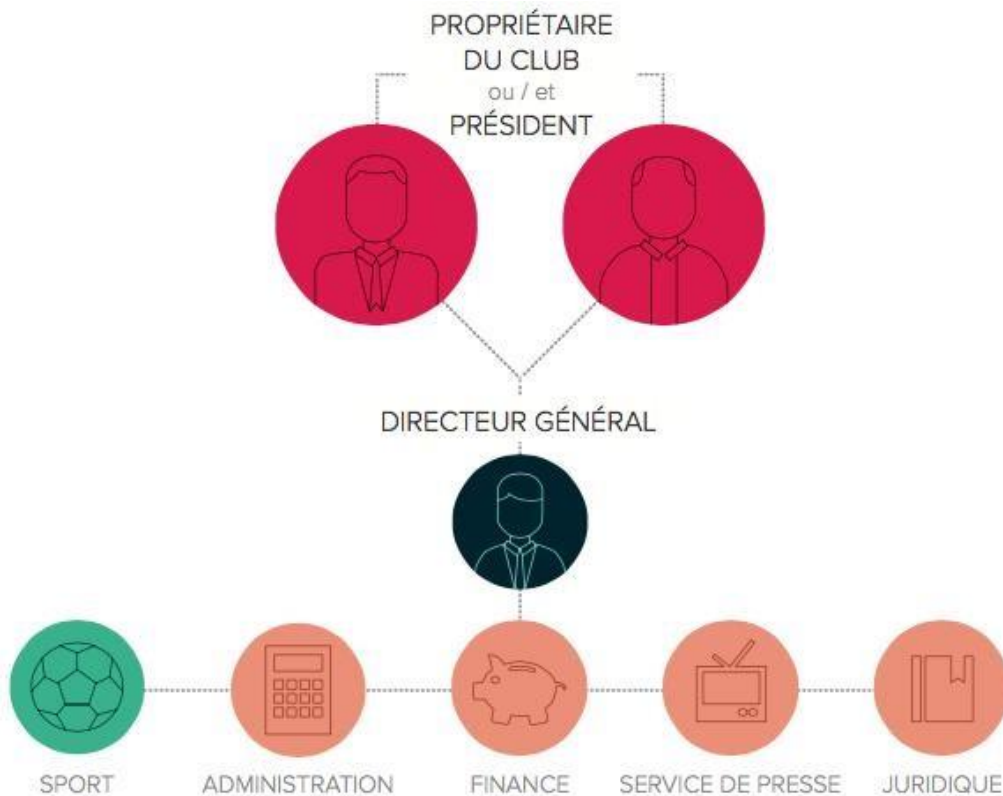 PROPRIÉTAIRE
DU CLUB
ou / et
PRÉSIDENT
DIRECTEUR GÉNÉRAL
SPORT
ADMINISTRATION
FINANCE
SERVICE DE PRESSE
JURIDIQUE